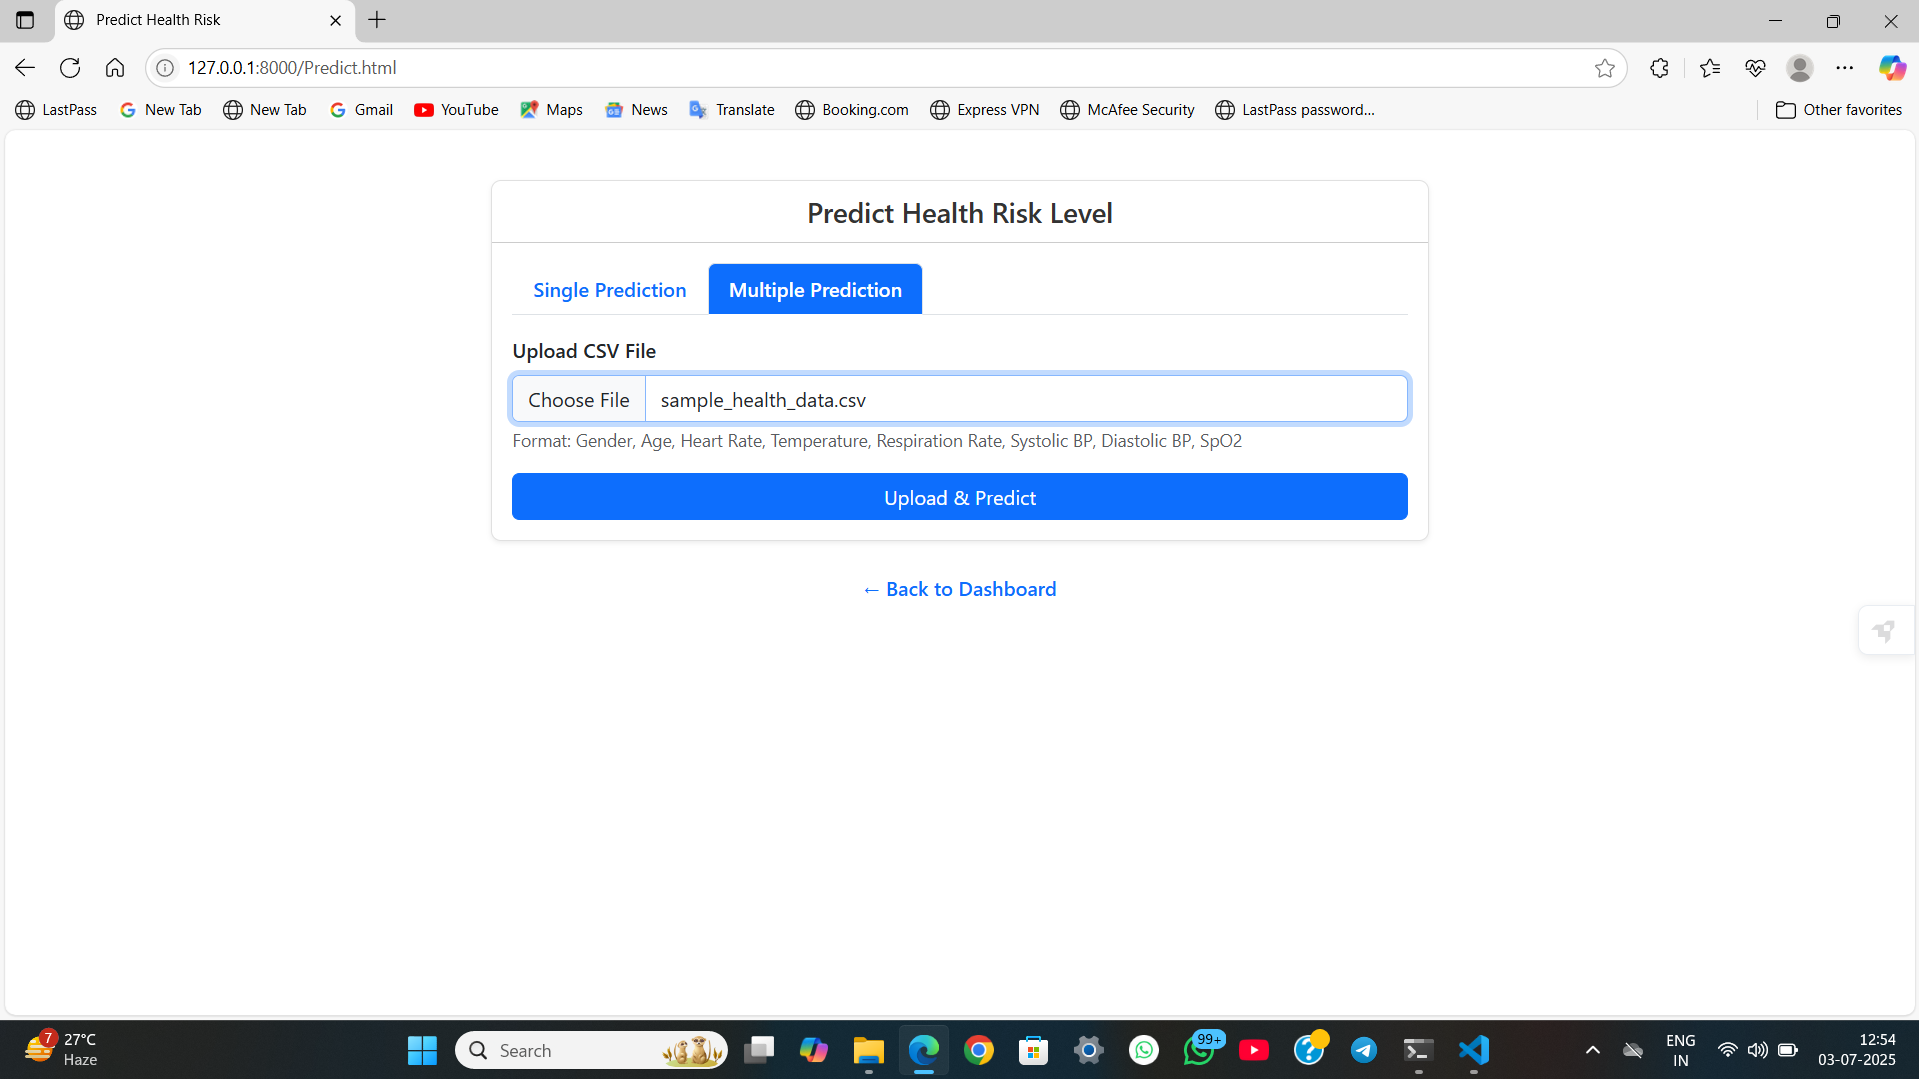 Predict Health Risk
127.0.0.1:8000/Predict.html
LastPass New Tab New Tab Gmail YouTube Maps News Translate Booking.com Express VPN McAfee Security LastPass password... Other favorites
Predict Health Risk Level
Single Prediction Multiple Prediction
Upload CSV File
Choose File sample_health_data.csv
Format: Gender, Age, Heart Rate, Temperature, Respiration Rate, Systolic BP, Diastolic BP, SpO2
Upload & Predict
← Back to Dashboard
7 27°C
Haze
Search
99+
ENG
IN
12:54
03-07-2025